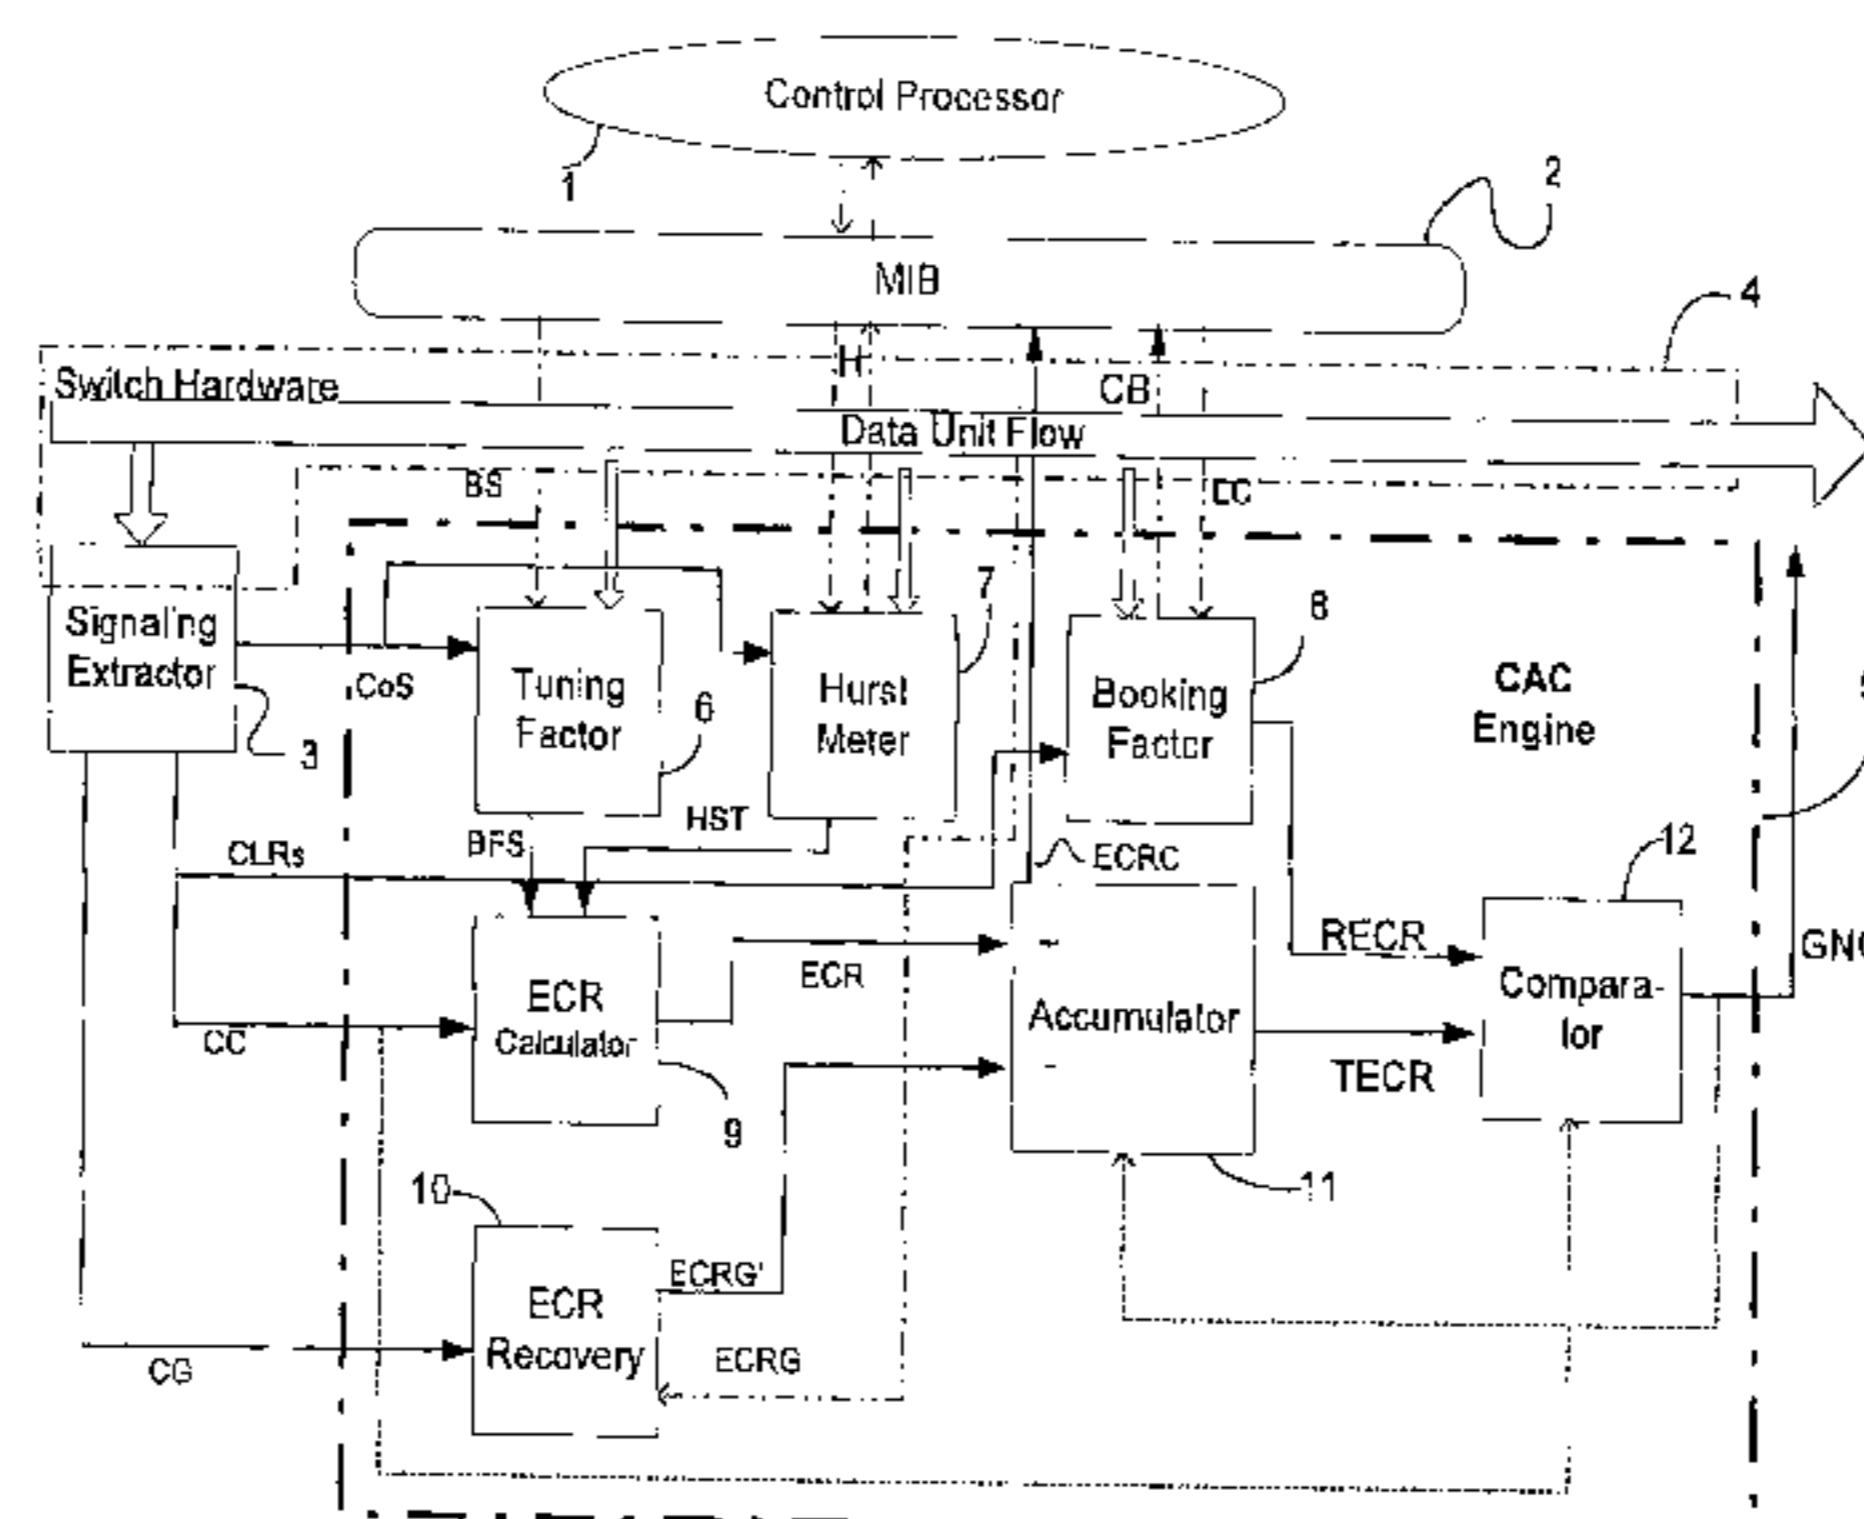 Control Processor
1
2
MIB
4
H
Switch Hardware
CB
Data Unit Flow
BS
EC
7
8
Signaling
Extractor
CoS
Tuning
Factor
6
Hurst
Meter
Booking
Factor
CAC
Engine
3
HST
BFS
CLRs
ECRC
12
RECR
ECR
ECR
Calculator
Compara-
tor
Accumulator
CC
TECR
9
10
11
ECRG'
ECR
Recovery
ECRG
CG